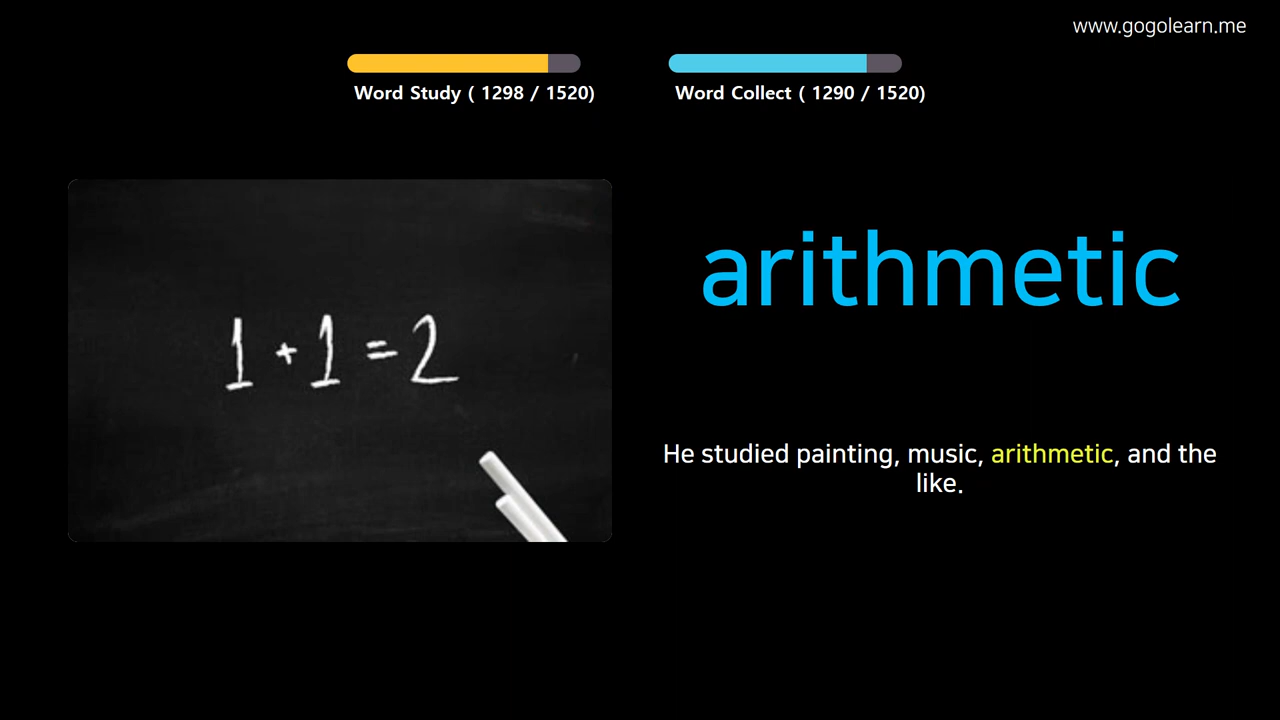 www.gogolearn.me
Word Study ( 1298 / 1520)
Word Collect ( 1290 / 1520)
1 + 1 = 2
arithmetic
He studied painting, music, arithmetic, and the
like.